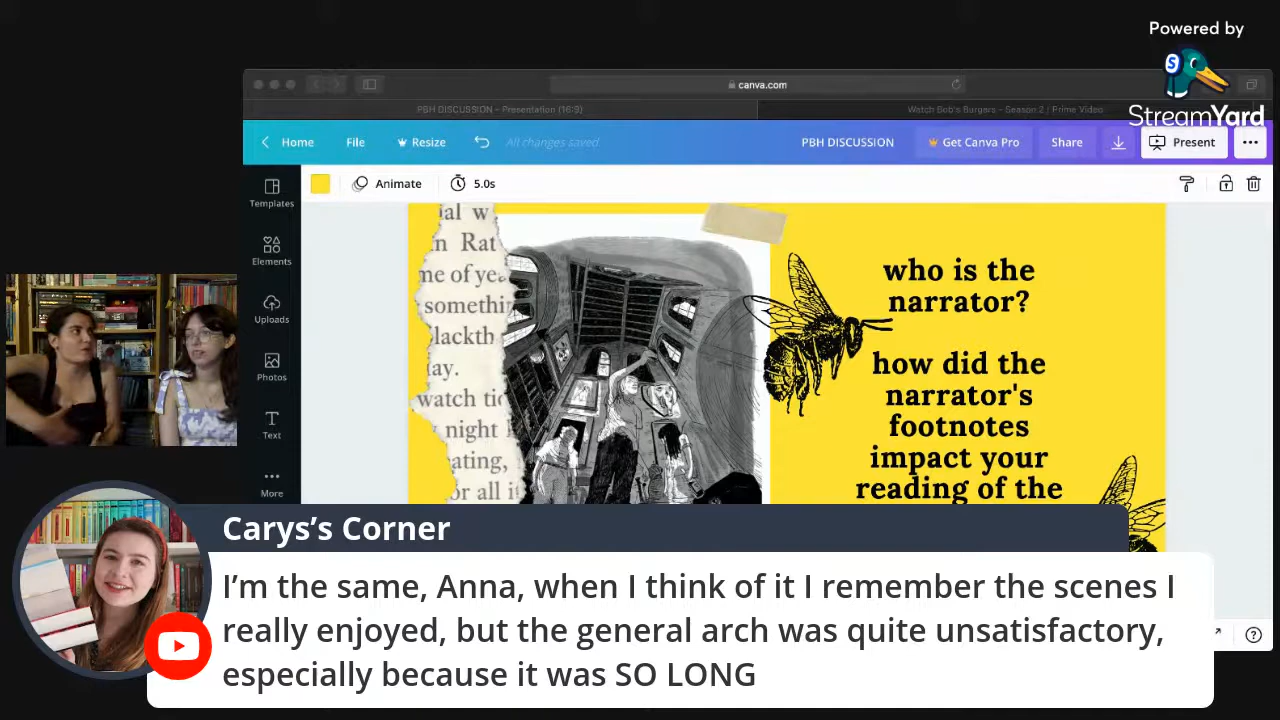 Powered by
StreamYard
canva.com
PBH DISCUSSION – Presentation (16:9)
Watch Bob's Burgers - Season 2 / Prime Video
Home
File
Resize
All changes saved
PBH DISCUSSION
Get Canva Pro
Share
Present
Animate
5.0s
Templates
Elements
Uploads
Photos
Text
More
ial w
n Rat
me of yea
somethin
lackth
lay.
watch tic
night
ating,
or all it
who is the
narrator?
how did the
narrator's
footnotes
impact your
reading of the
Carys's Corner
I'm the same, Anna, when I think of it I remember the scenes I
really enjoyed, but the general arch was quite unsatisfactory,
especially because it was SO LONG